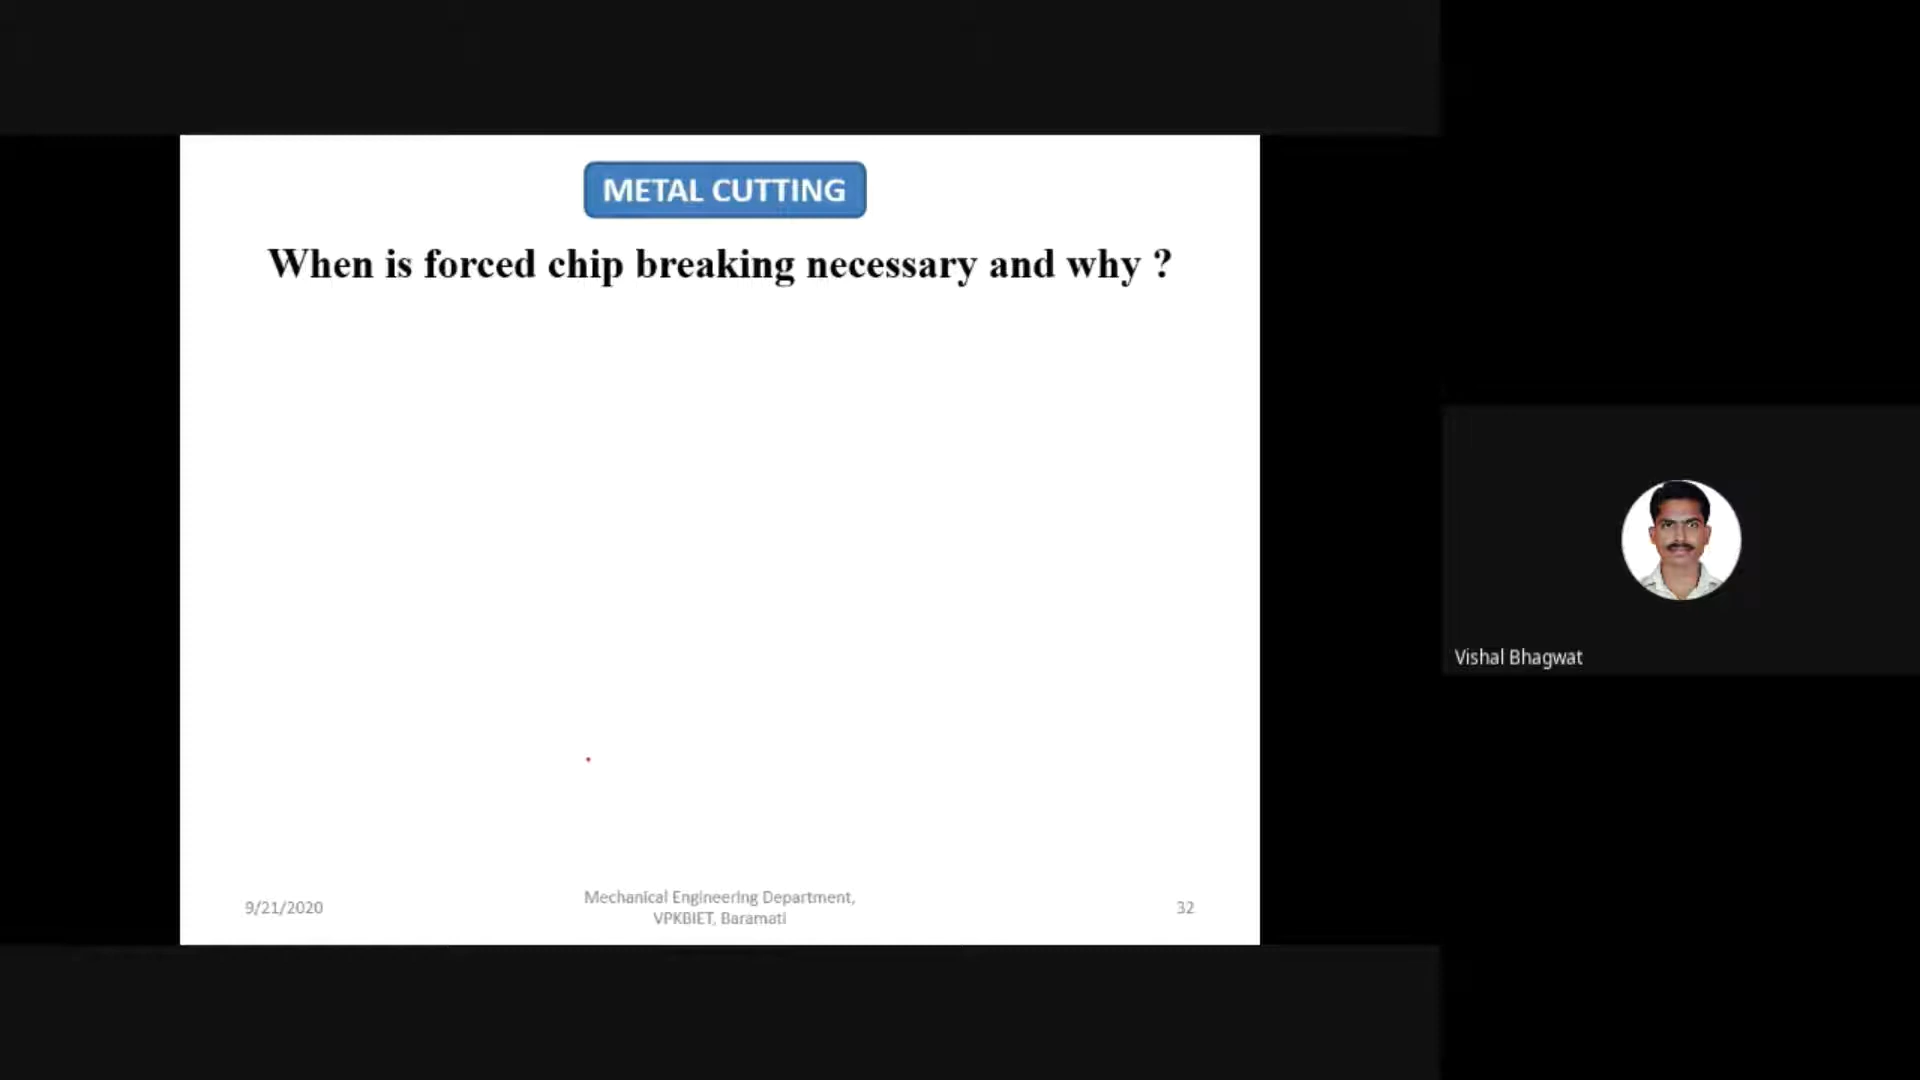 METAL CUTTING
When is forced chip breaking necessary and why ?
Vishal Bhagwat
9/21/2020
Mechanical Engineering Department,
VPKBIET, Baramati
32